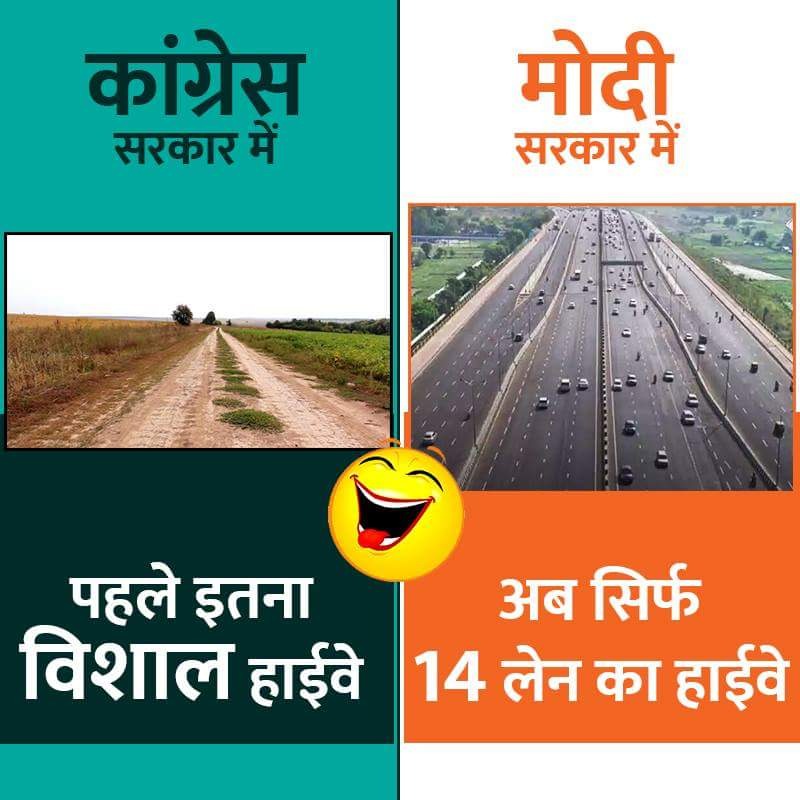 कांग्रेस
सरकार में
पहले इतना
विशाल हाईवे
मोदी
सरकार में
अब सिर्फ
14 लेन का हाईवे